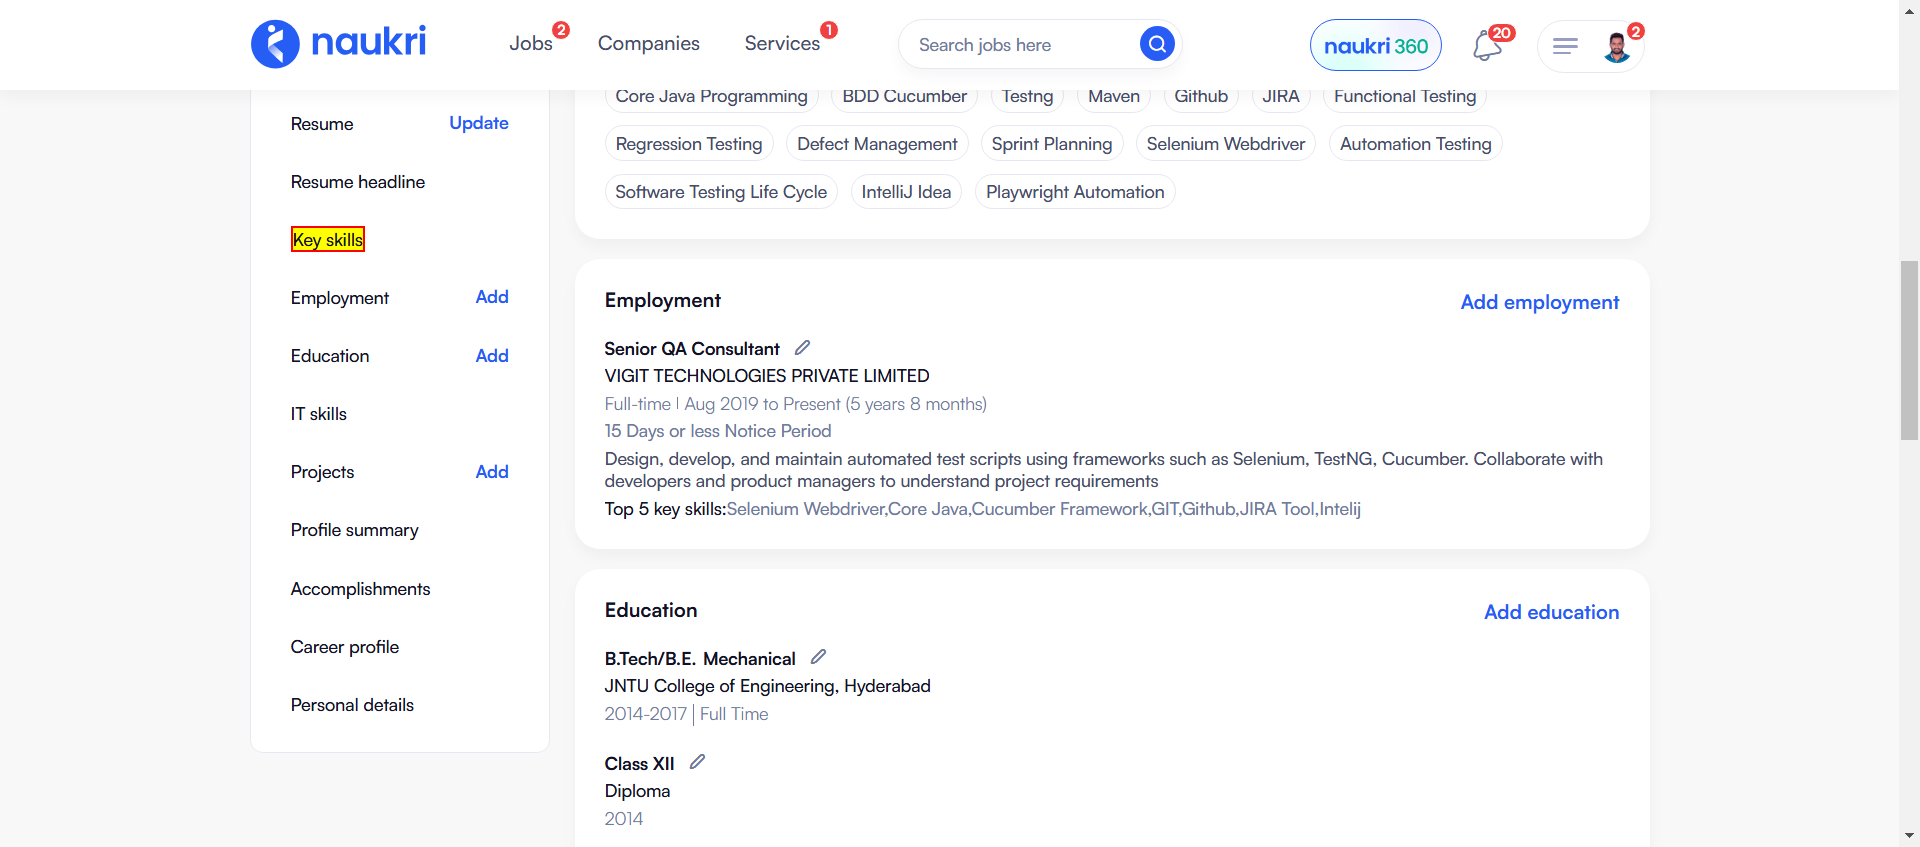 naukri
Jobs 2
Companies
Services 1
Search jobs here
naukri 360
20
2
Resume Update
Resume headline
Key skills
Employment Add
Education Add
IT skills
Projects Add
Profile summary
Accomplishments
Career profile
Personal details
Core Java Programming BDD Cucumber Testng Maven Github JIRA Functional Testing
Regression Testing Defect Management Sprint Planning Selenium Webdriver Automation Testing
Software Testing Life Cycle IntelliJ Idea Playwright Automation
Employment Add employment
Senior QA Consultant
VIGIT TECHNOLOGIES PRIVATE LIMITED
Full-time | Aug 2019 to Present (5 years 8 months)
15 Days or less Notice Period
Design, develop, and maintain automated test scripts using frameworks such as Selenium, TestNG, Cucumber. Collaborate with
developers and product managers to understand project requirements
Top 5 key skills:Selenium Webdriver,Core Java,Cucumber Framework,GIT,Github,JIRA Tool,Intelij
Education Add education
B.Tech/B.E. Mechanical
JNTU College of Engineering, Hyderabad
2014-2017 | Full Time
Class XII
Diploma
2014